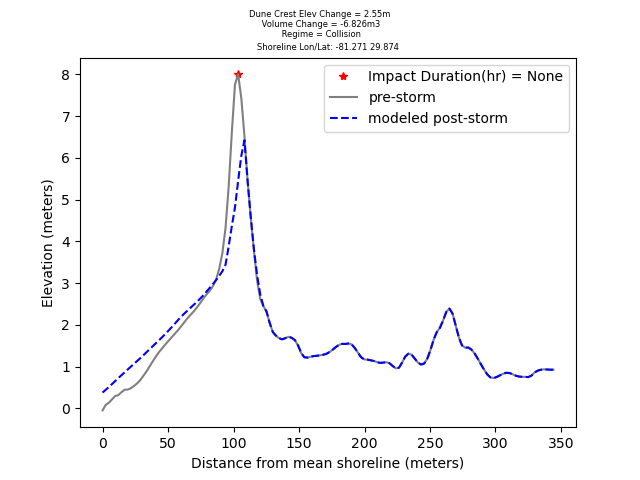 Dune Crest Elev Change = 2.55m
Volume Change = -6.826m3
Regime = Collision
Shoreline Lon/Lat: -81.271 29.874
Impact Duration(hr) = None
pre-storm
modeled post-storm
Elevation (meters)
8
7
6
5
4
3
2
1
0
0 50 100 150 200 250 300 350
Distance from mean shoreline (meters)